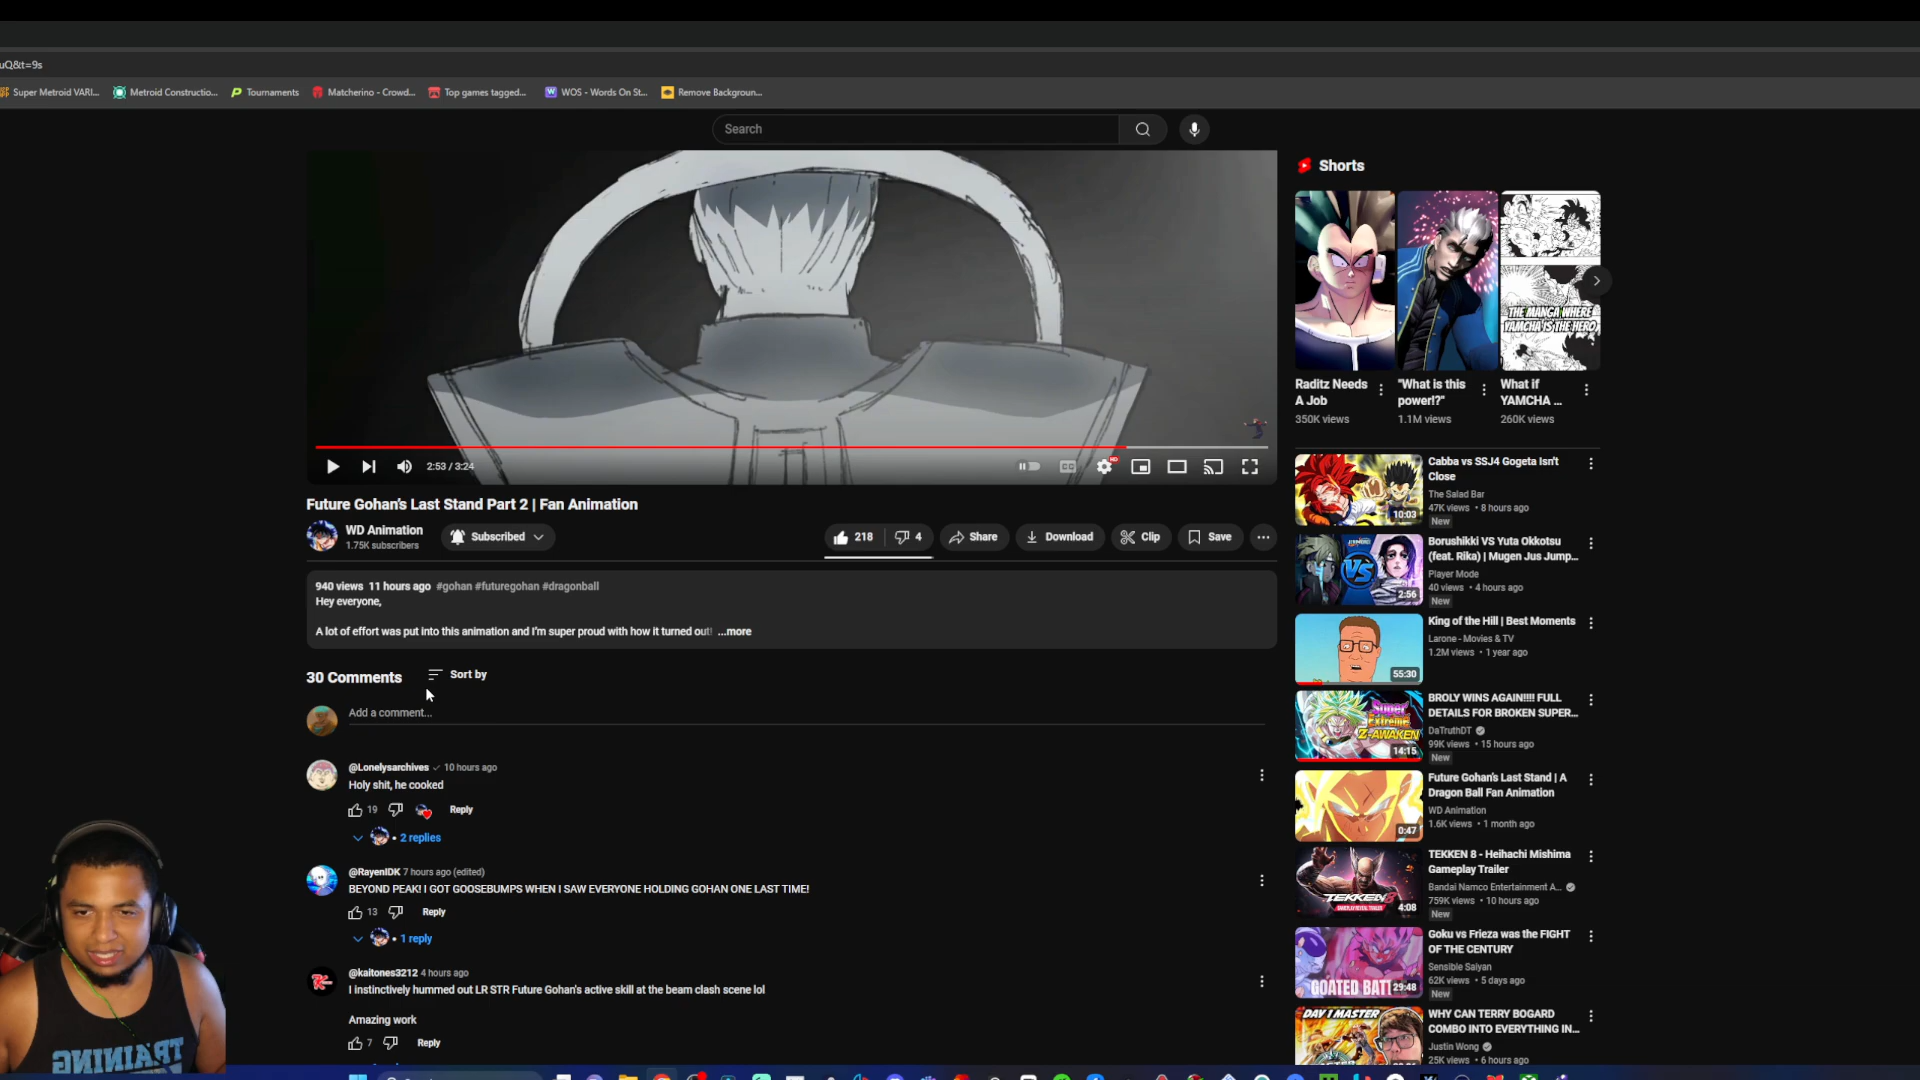 uQ&t=9s
Super Metroid VARI...
Metroid Constructio...
Tournaments
Matcherino - Crowd...
Top games tagged...
WOS - Words On St...
Remove Backgroun...
Search
2:53 / 3:24
Future Gohan's Last Stand Part 2 | Fan Animation
WD Animation
1.75K subscribers
Subscribed
218
4
Share
Download
Clip
Save
940 views 11 hours ago #gohan #futuregohan #dragonball
Hey everyone,
A lot of effort was put into this animation and I'm super proud with how it turned out! ...more
30 Comments
Sort by
Add a comment...
@Lonelysarchives 10 hours ago
Holy shit, he cooked
19
Reply
• 2 replies
@RayenIDK 7 hours ago (edited)
BEYOND PEAK! I GOT GOOSEBUMPS WHEN I SAW EVERYONE HOLDING GOHAN ONE LAST TIME!
13
Reply
• 1 reply
@kaitones3212 4 hours ago
I instinctively hummed out LR STR Future Gohan's active skill at the beam clash scene lol
Amazing work
7
Reply
TRAINING
Shorts
THE MANGA WHERE
YAMCHA IS THE HERO
Raditz Needs
A Job
350K views
"What is this
power!?"
1.1M views
What if
YAMCHA ...
260K views
10:03
Cabba vs SSJ4 Gogeta Isn't
Close
The Salad Bar
47K views • 8 hours ago
New
VS
2:56
Borushikki VS Yuta Okkotsu
(feat. Rika) | Mugen Jus Jump...
Player Mode
40 views • 4 hours ago
New
55:30
King of the Hill | Best Moments
Larone - Movies & TV
1.2M views • 1 year ago
Super
Extreme
Z-AWAKEN
14:15
BROLY WINS AGAIN!!!! FULL
DETAILS FOR BROKEN SUPER...
DaTruthDT
99K views • 15 hours ago
New
0:47
Future Gohan's Last Stand | A
Dragon Ball Fan Animation
WD Animation
1.6K views • 1 month ago
TEKKEN 8
4:08
TEKKEN 8 - Heihachi Mishima
Gameplay Trailer
Bandai Namco Entertainment A...
759K views • 10 hours ago
New
GOATED BATT
29:48
Goku vs Frieza was the FIGHT
OF THE CENTURY
Sensible Saiyan
62K views • 5 days ago
New
DAY 1 MASTER
WHY CAN TERRY BOGARD
COMBO INTO EVERYTHING IN...
Justin Wong
25K views • 6 hours ago